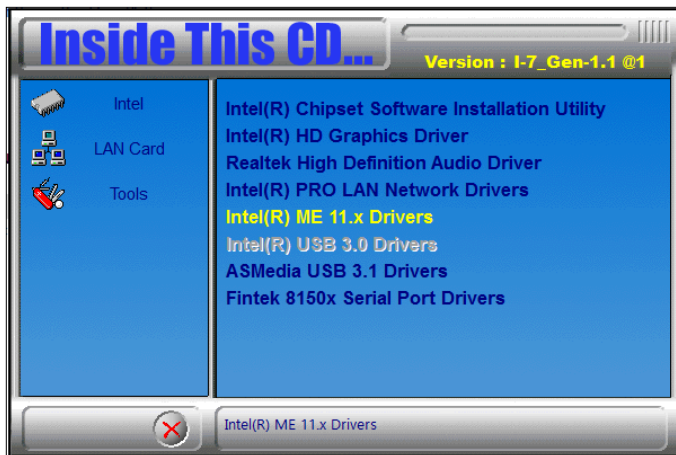 Inside This CD...
Version : I-7_Gen-1.1 @1
Intel
LAN Card
Tools
Intel(R) Chipset Software Installation Utility
Intel(R) HD Graphics Driver
Realtek High Definition Audio Driver
Intel(R) PRO LAN Network Drivers
Intel(R) ME 11.x Drivers
Intel(R) USB 3.0 Drivers
ASMedia USB 3.1 Drivers
Fintek 8150x Serial Port Drivers
Intel(R) ME 11.x Drivers